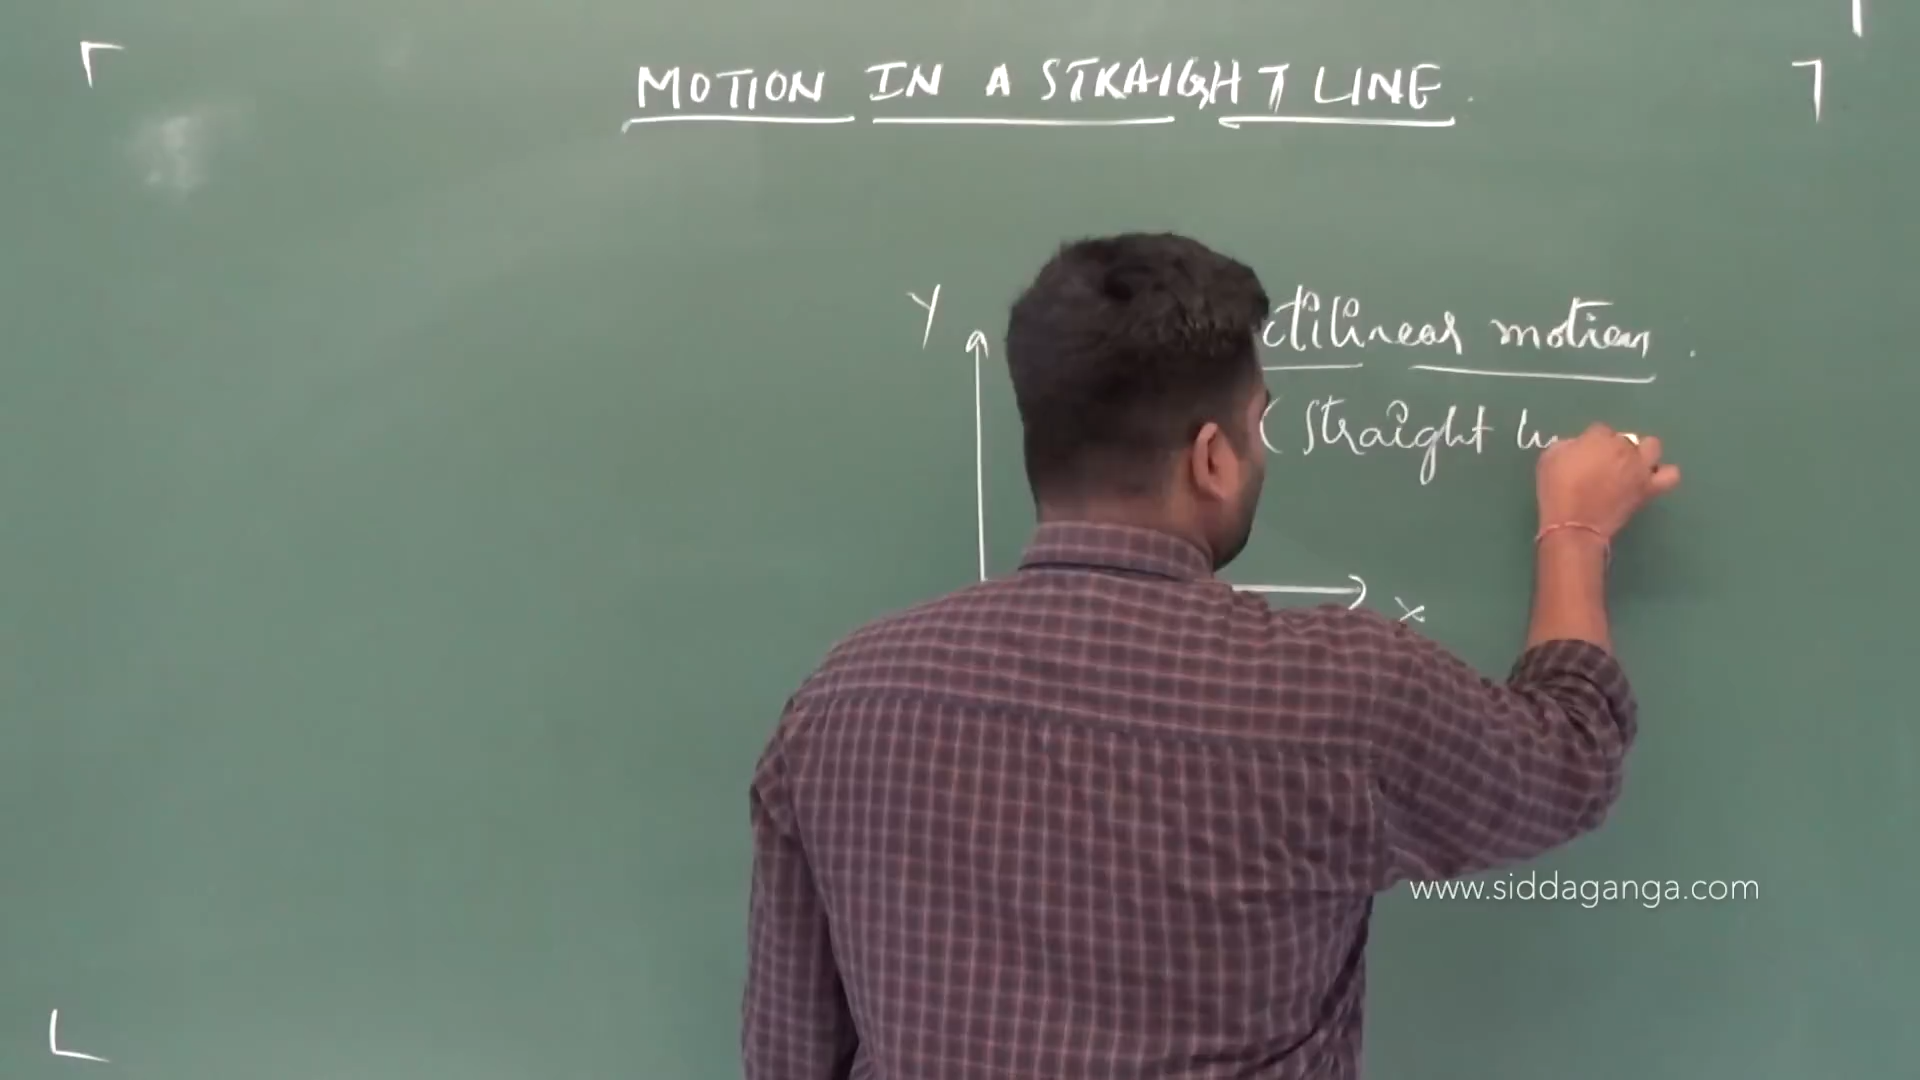 MOTION IN A STRAIGHT LINE
Y
ctilinear motion.
(Straight
x
www.siddaganga.com